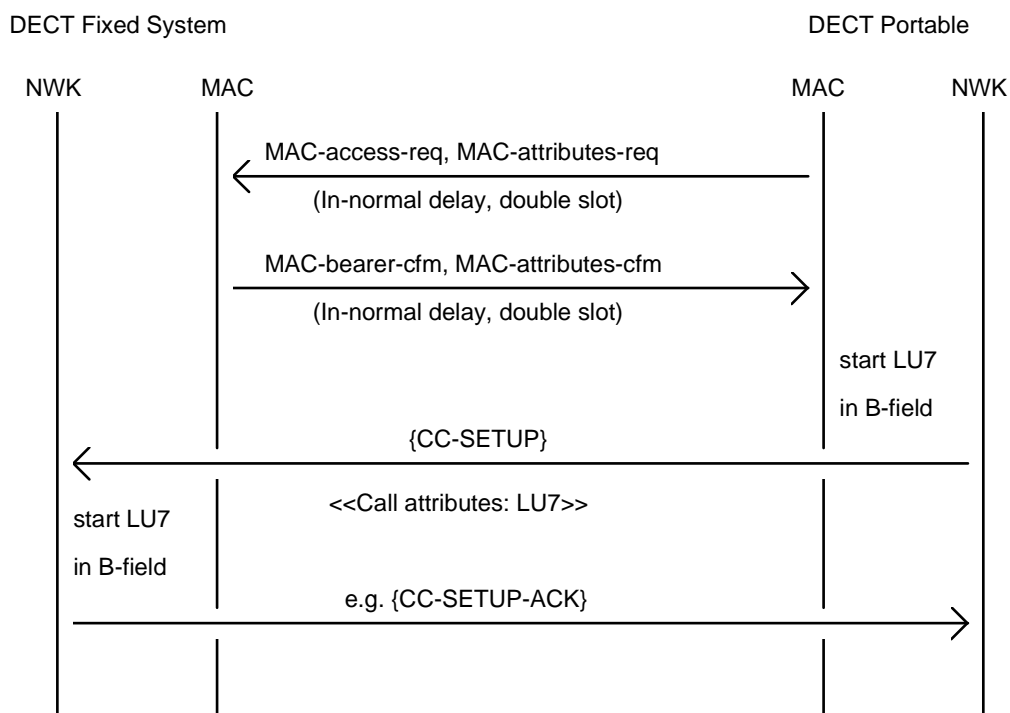 DECT Fixed System
DECT Portable
NWK
MAC
MAC
NWK
MAC-access-req, MAC-attributes-req
(In-normal delay, double slot)
MAC-bearer-cfm, MAC-attributes-cfm
(In-normal delay, double slot)
start LU7
in B-field
{CC-SETUP}
<<Call attributes: LU7>>
start LU7
in B-field
e.g. {CC-SETUP-ACK}